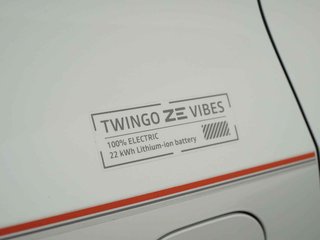 TWINGO ZE VIBES
100% ELECTRIC
22 kWh Lithium-ion battery